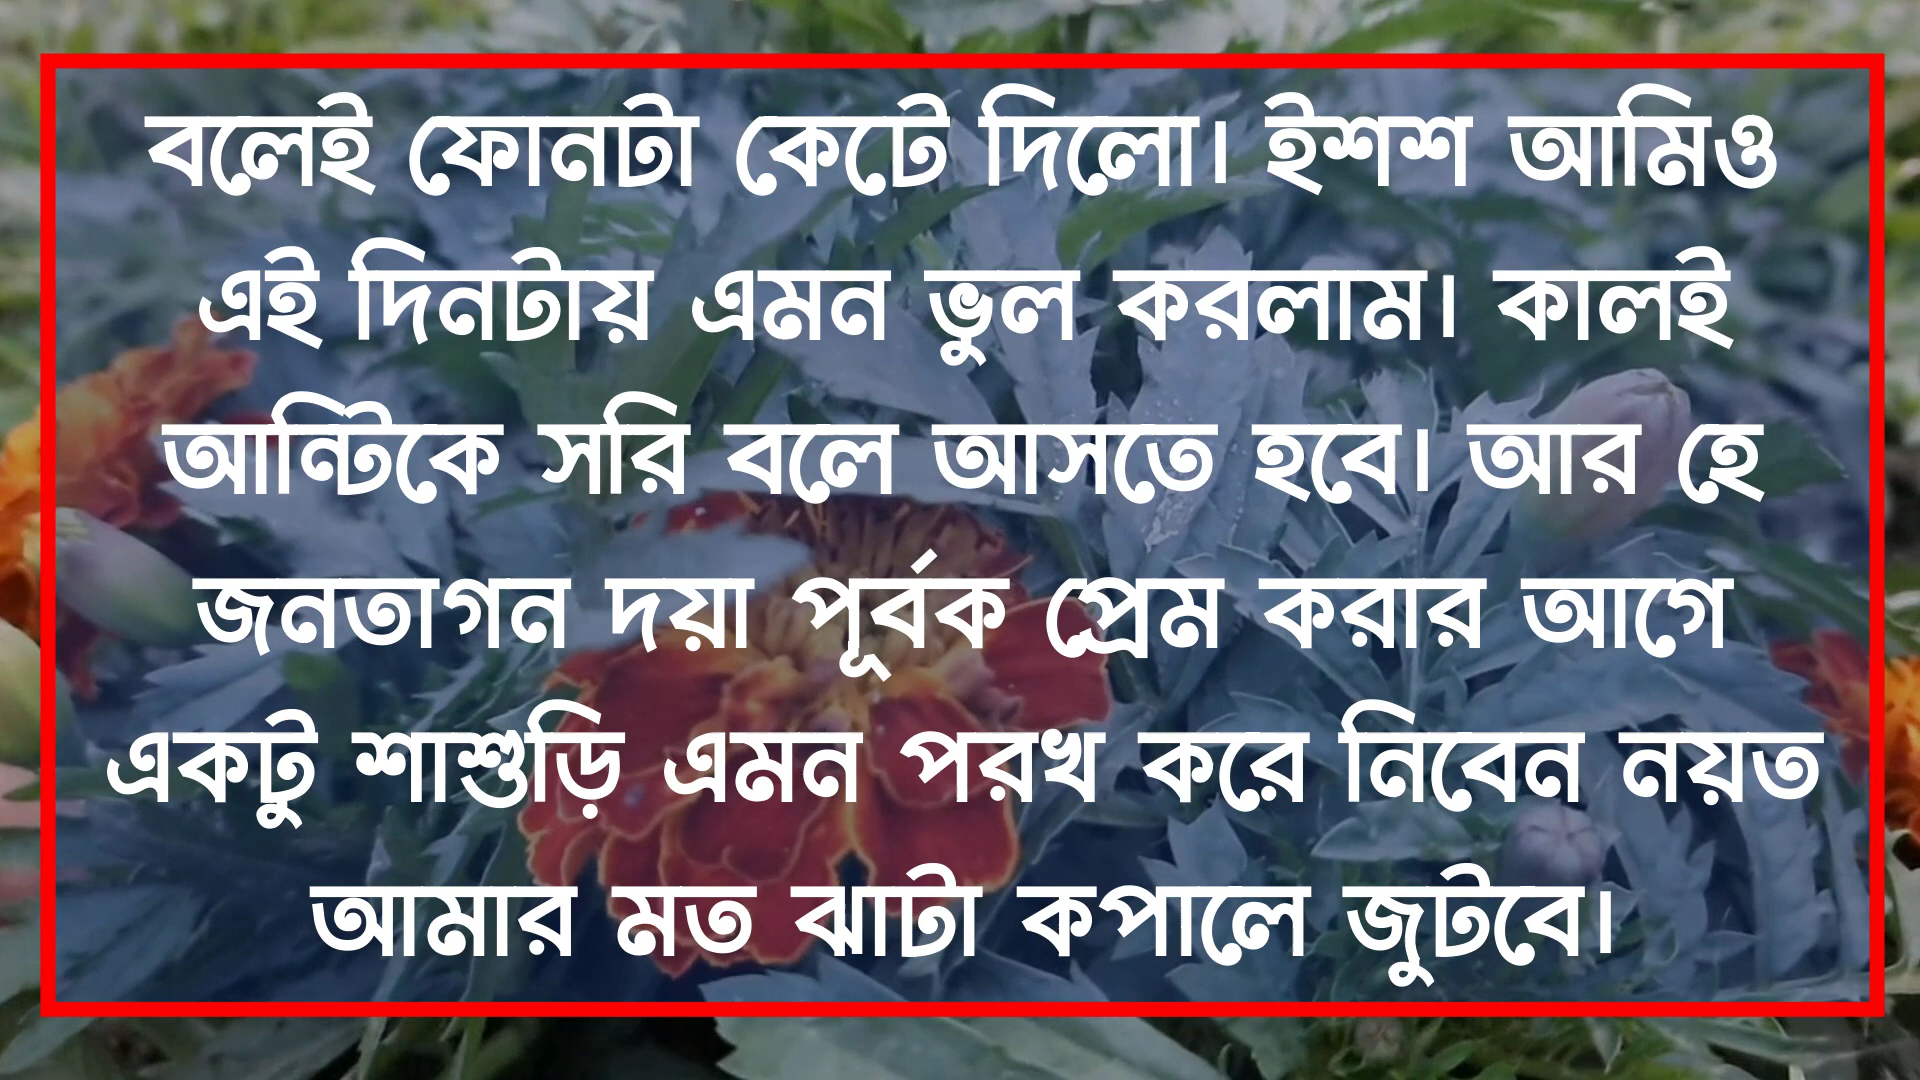 বলেই ফোনটা কেটে দিলো। ইশশ আমিও
এই দিনটায় এমন ভুল করলাম। কালই
আন্টিকে সরি বলে আসতে হবে। আর হে
জনতাগন দয়া পূর্বক প্রেম করার আগে
একটু শাশুড়ি এমন পরখ করে নিবেন নয়ত
আমার মত ঝাটা কপালে জুটবে।